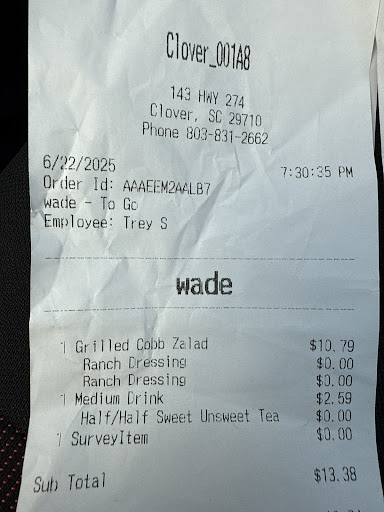 Clover_001A8
143 HWY 274
Clover, SC 29710
Phone 803-831-2662
6/22/2025 7:30:35 PM
Order Id: AAAEEM2AALB7
wade - To Go
Employee: Trey S
wade
1 Grilled Cobb Zalad $10.79
Ranch Dressing $0.00
Ranch Dressing $0.00
1 Medium Drink $2.59
Half/Half Sweet Unsweet Tea $0.00
1 SurveyItem $0.00
Sub Total $13.38